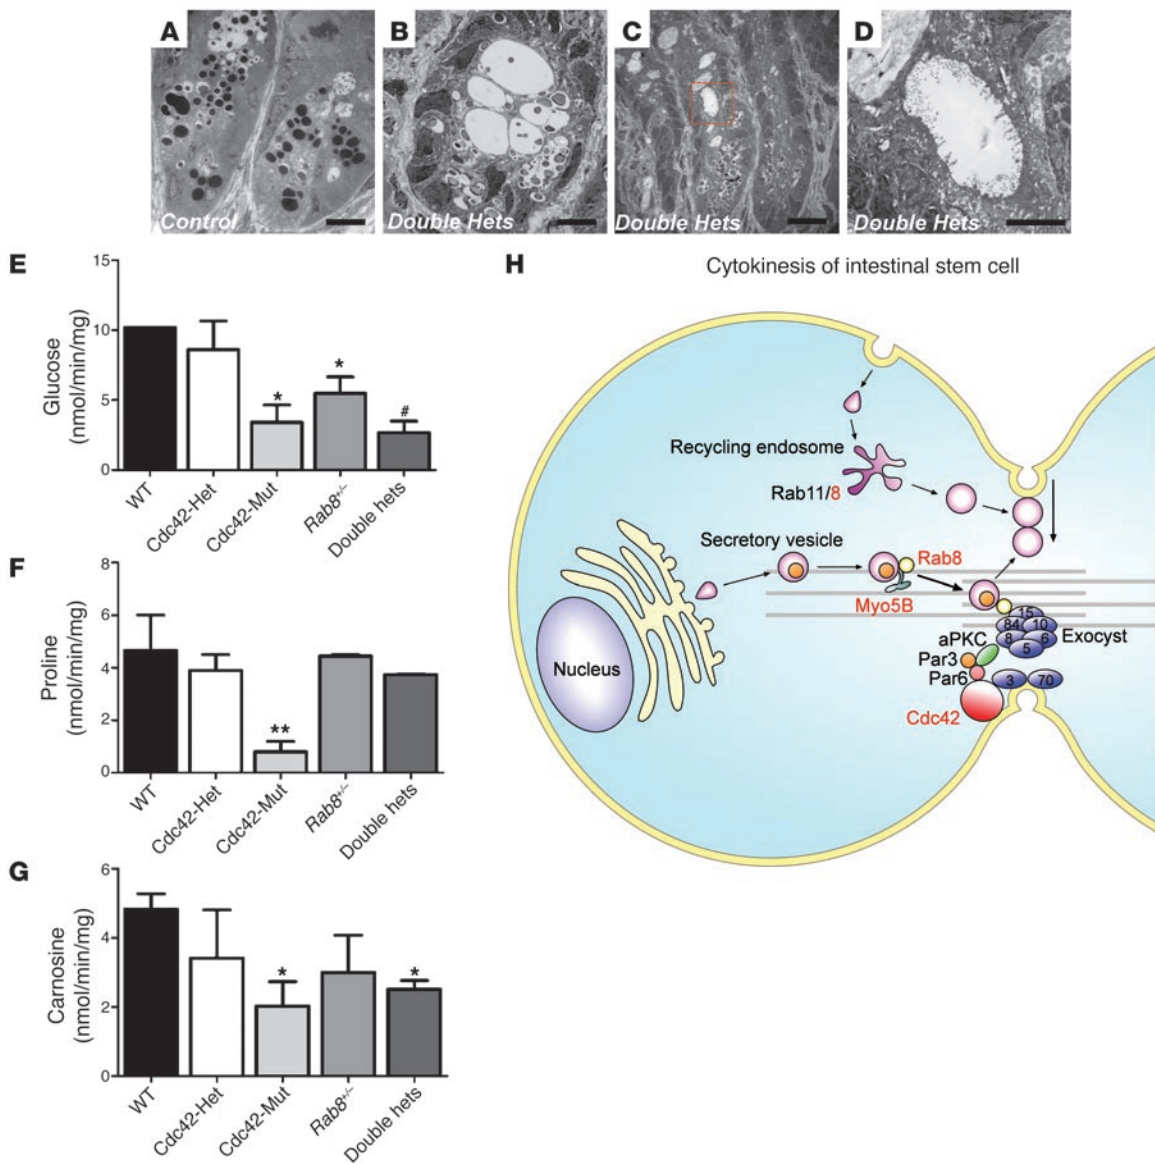 A
Control
B
Double Hets
C
Double Hets
D
Double Hets
E
Glucose
(nmol/min/mg)
15
10
5
0
*
*
#
WT
Cdc42-Het
Cdc42-Mut
Rab8+/–
Double hets
F
Proline
(nmol/min/mg)
6
4
2
0
**
WT
Cdc42-Het
Cdc42-Mut
Rab8+/–
Double hets
G
Carnosine
(nmol/min/mg)
6
4
2
0
*
*
WT
Cdc42-Het
Cdc42-Mut
Rab8+/–
Double hets
H
Cytokinesis of intestinal stem cell
Recycling endosome
Rab11/8
Secretory vesicle
Rab8
Myo5B
Nucleus
15
84
10
8
6
5
Exocyst
aPKC
Par3
Par6
3
70
Cdc42